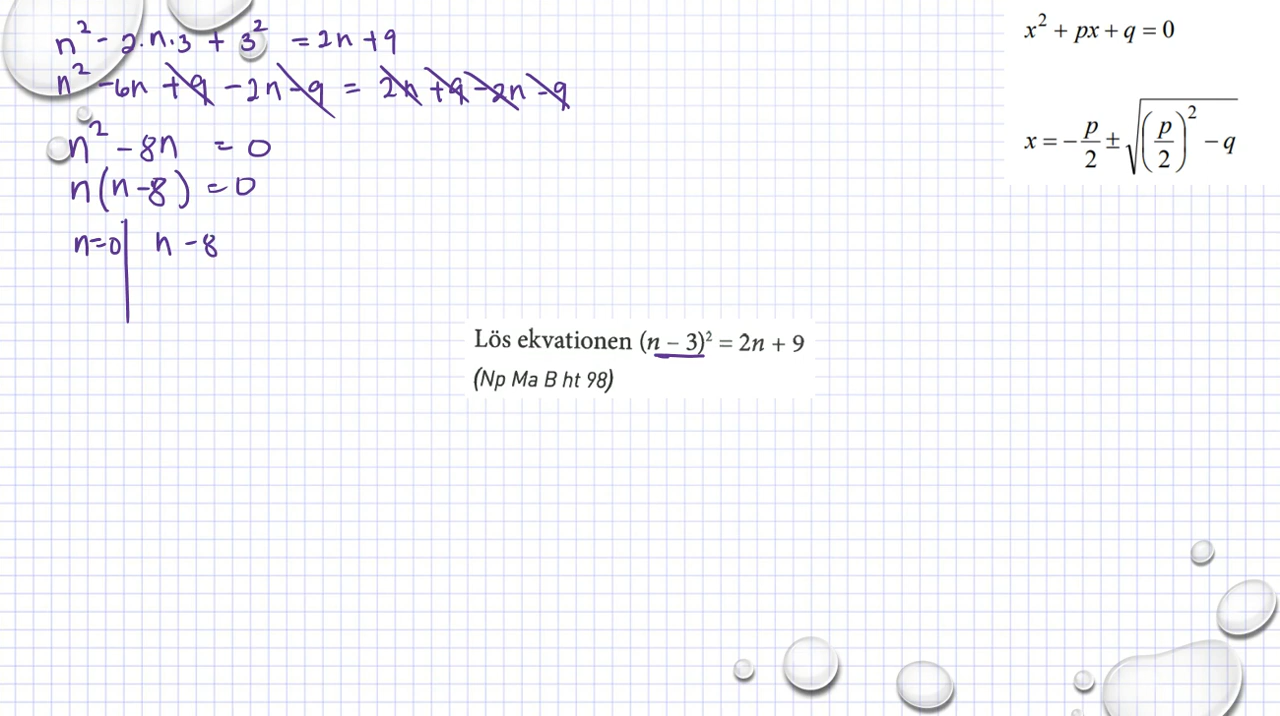 n² - 2·n·3 + 3² = 2n + 9
n² - 6n + 9 - 2n - 9 = 2n + 9 - 2n - 9
n² - 8n = 0
n(n - 8) = 0
n = 0 | n - 8
x² + px + q = 0
x = -p/2 ± √((p/2)² - q)
Lös ekvationen (n − 3)² = 2n + 9
(Np Ma B ht 98)